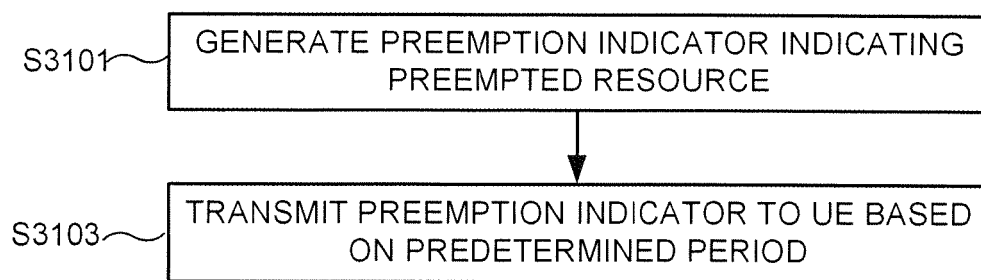 S3101
GENERATE PREEMPTION INDICATOR INDICATING
PREEMPTED RESOURCE
S3103
TRANSMIT PREEMPTION INDICATOR TO UE BASED
ON PREDETERMINED PERIOD